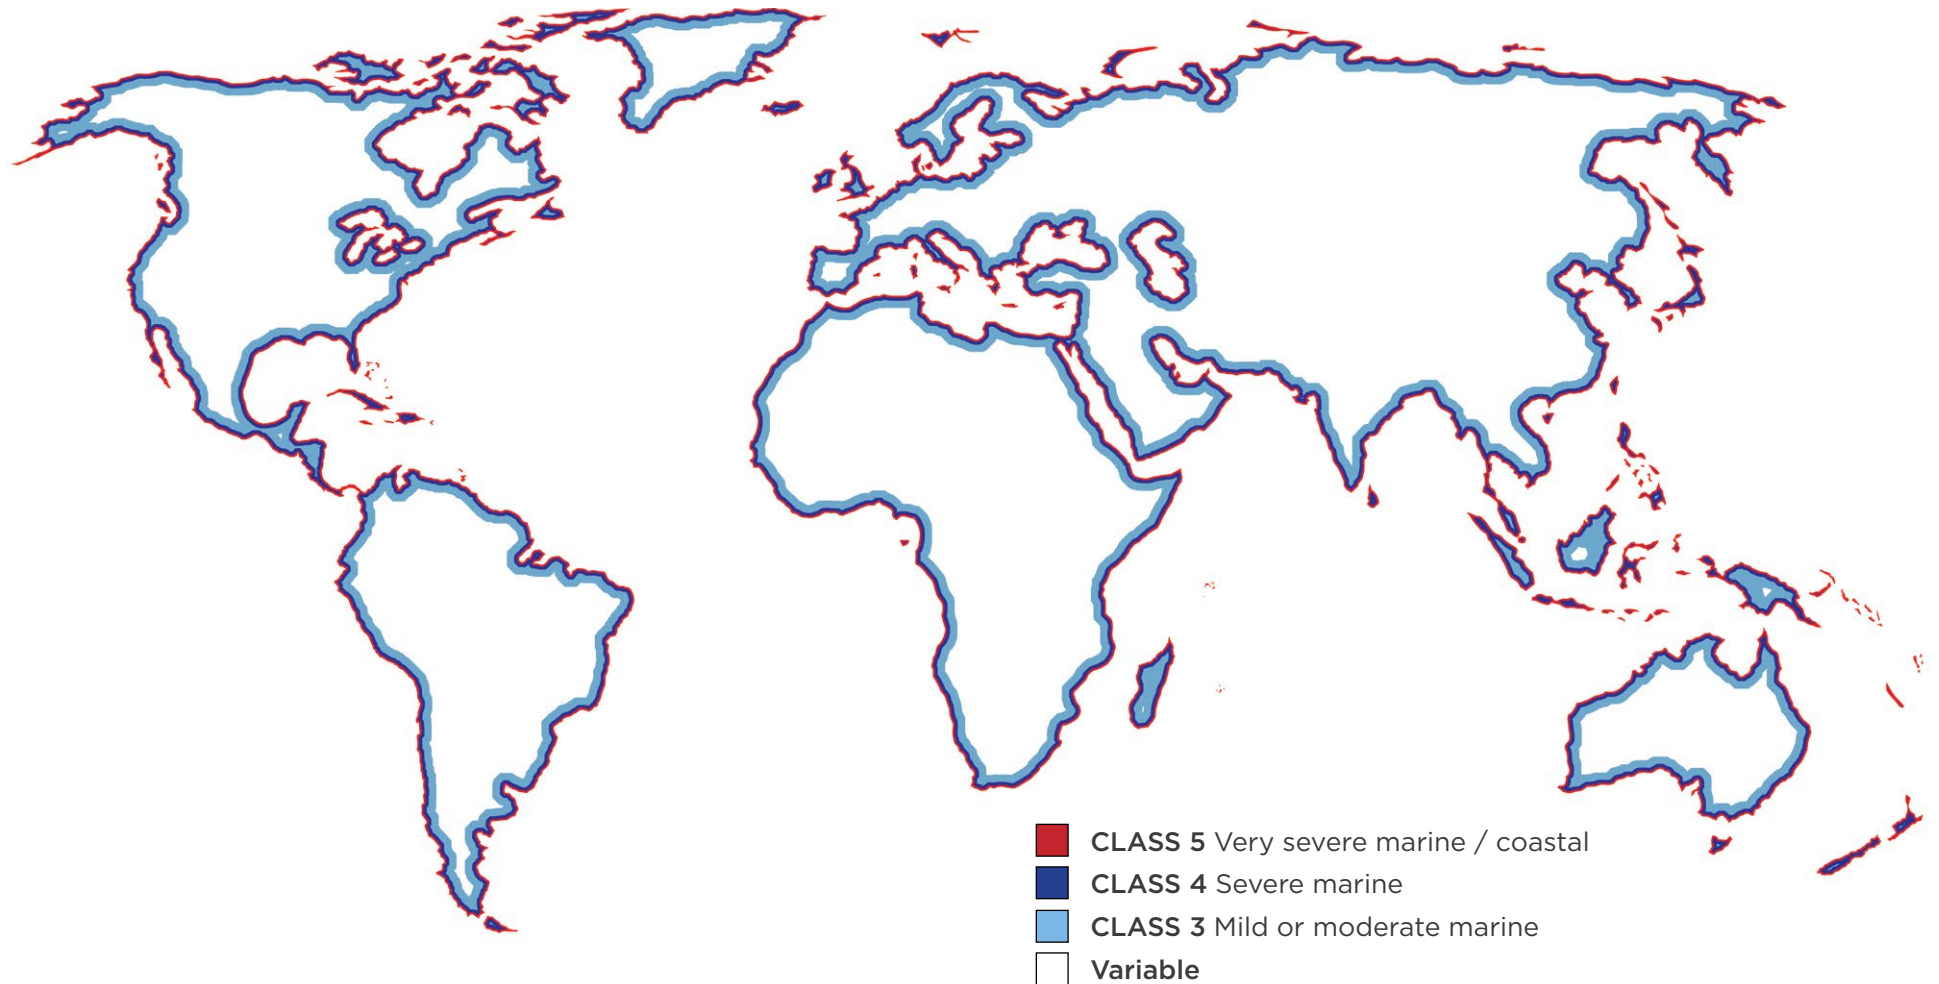 CLASS 5 Very severe marine / coastal
CLASS 4 Severe marine
CLASS 3 Mild or moderate marine
Variable